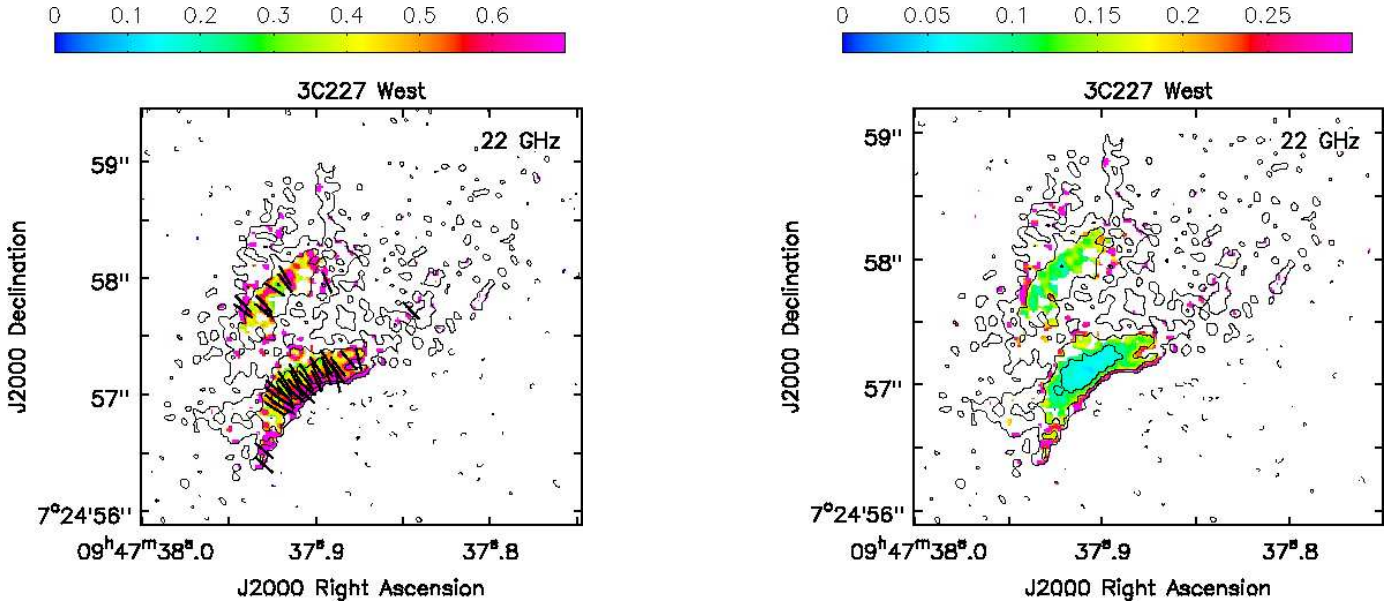 0 0.1 0.2 0.3 0.4 0.5 0.6
3C227 West
22 GHz
59''
58''
57''
7°24'56''
J2000 Declination
09ʰ47ᵐ38ˢ.0 37ˢ.9 37ˢ.8
J2000 Right Ascension
0 0.05 0.1 0.15 0.2 0.25
3C227 West
22 GHz
59''
58''
57''
7°24'56''
J2000 Declination
09ʰ47ᵐ38ˢ.0 37ˢ.9 37ˢ.8
J2000 Right Ascension